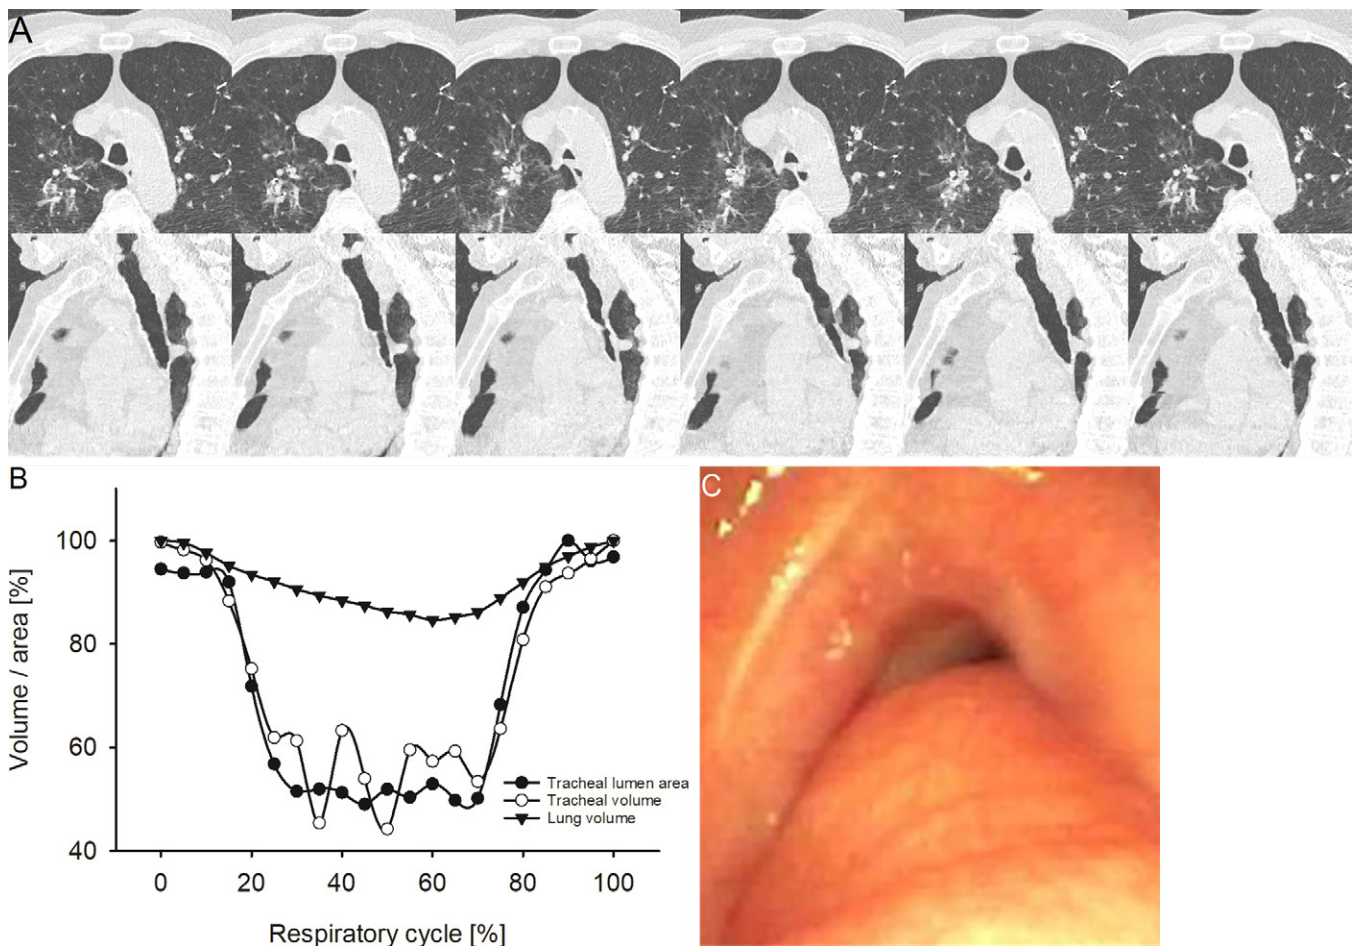 A
B
Volume / area [%]
100
80
60
40
0
20
40
60
80
100
Respiratory cycle [%]
Tracheal lumen area
Tracheal volume
Lung volume
C